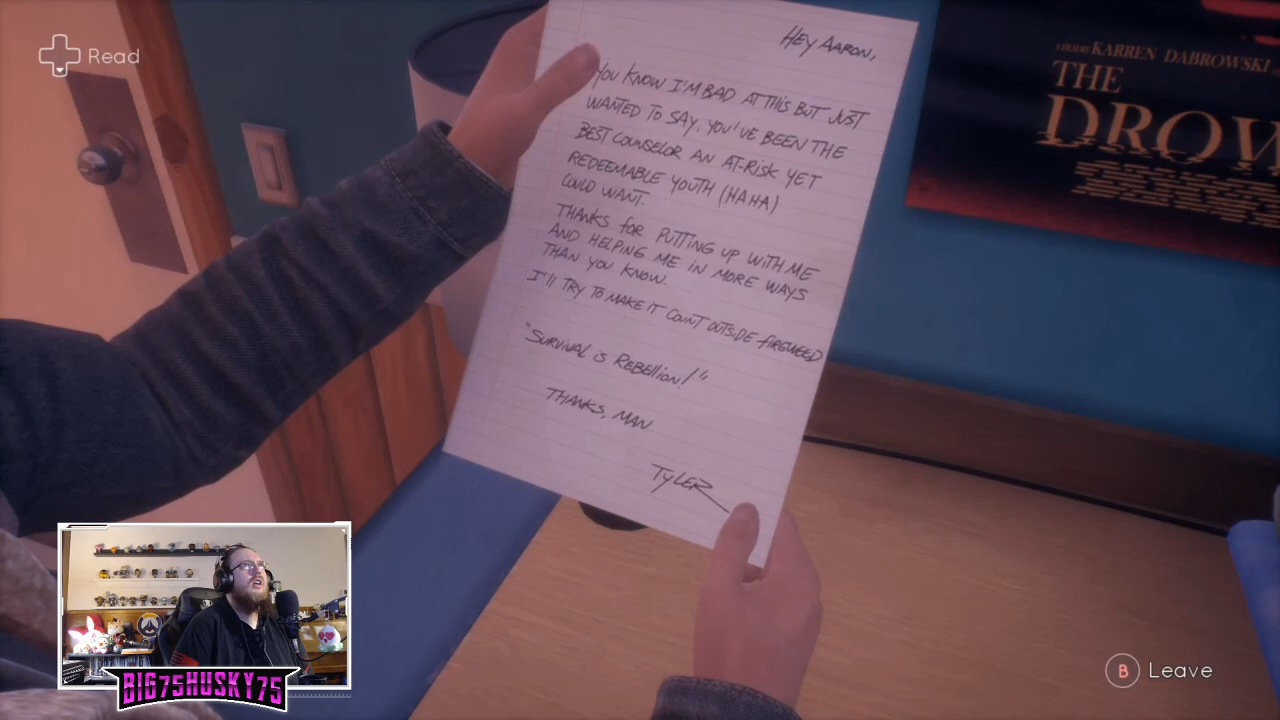 Read
HEY AARON,
YOU KNOW I'M BAD AT THIS BUT JUST
WANTED TO SAY, YOU'VE BEEN THE
BEST COUNSELOR AN AT-RISK YET
REDEEMABLE YOUTH (HAHA)
COULD WANT.
THANKS FOR PUTTING UP WITH ME
AND HELPING ME IN MORE WAYS
THAN YOU KNOW.
I'LL TRY TO MAKE IT COUNT OUTSIDE FIREWEED
"SURVIVAL IS REBELLION!"
THANKS, MAN
TYLER
KARREN DABROWSKI
THE
DROW
B Leave
BIG75HUSKY75